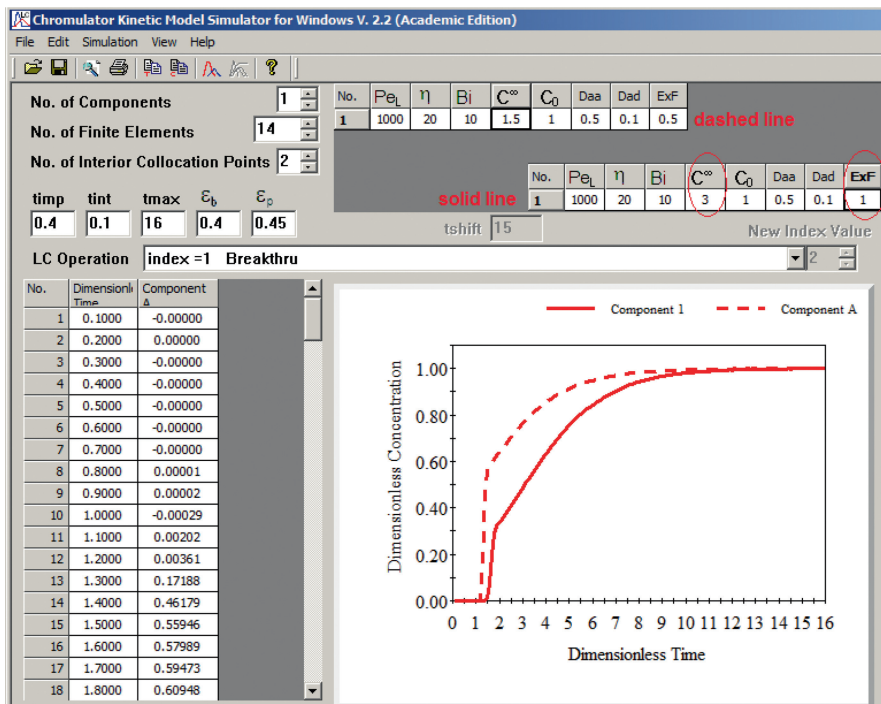 Chromulator Kinetic Model Simulator for Windows V. 2.2 (Academic Edition)
File Edit Simulation View Help
No. of Components 1
No. of Finite Elements 14
No. of Interior Collocation Points 2
No. PeL η Bi C∞ C0 Daa Dad ExF
1 1000 20 10 1.5 1 0.5 0.1 0.5
dashed line
solid line
No. PeL η Bi C∞ C0 Daa Dad ExF
1 1000 20 10 3 1 0.5 0.1 1
timp tint tmax εb εp
0.4 0.1 16 0.4 0.45
tshift 15
New Index Value
LC Operation index =1 Breakthru 2
No. Dimensionl Component
Time A
1 0.1000 -0.00000
2 0.2000 0.00000
3 0.3000 -0.00000
4 0.4000 -0.00000
5 0.5000 -0.00000
6 0.6000 -0.00000
7 0.7000 -0.00000
8 0.8000 0.00001
9 0.9000 0.00002
10 1.0000 -0.00029
11 1.1000 0.00202
12 1.2000 0.00361
13 1.3000 0.17188
14 1.4000 0.46179
15 1.5000 0.55946
16 1.6000 0.57989
17 1.7000 0.59473
18 1.8000 0.60948
Component 1 Component A
Dimensionless Concentration
1.00
0.80
0.60
0.40
0.20
0.00
0 1 2 3 4 5 6 7 8 9 10 11 12 13 14 15 16
Dimensionless Time